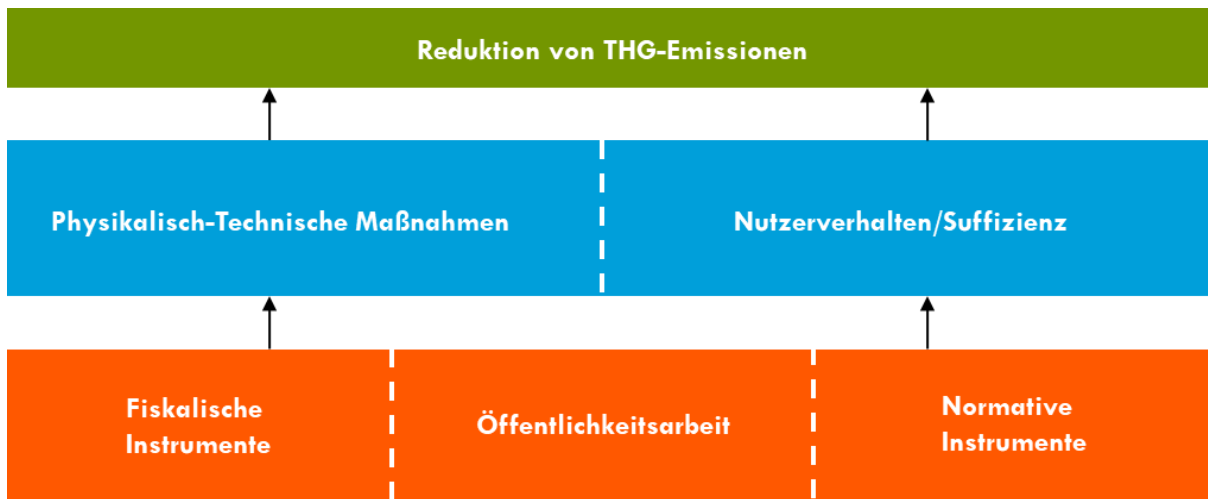 Reduktion von THG-Emissionen
Physikalisch-Technische Maßnahmen
Nutzerverhalten/Suffizienz
Fiskalische
Instrumente
Öffentlichkeitsarbeit
Normative
Instrumente